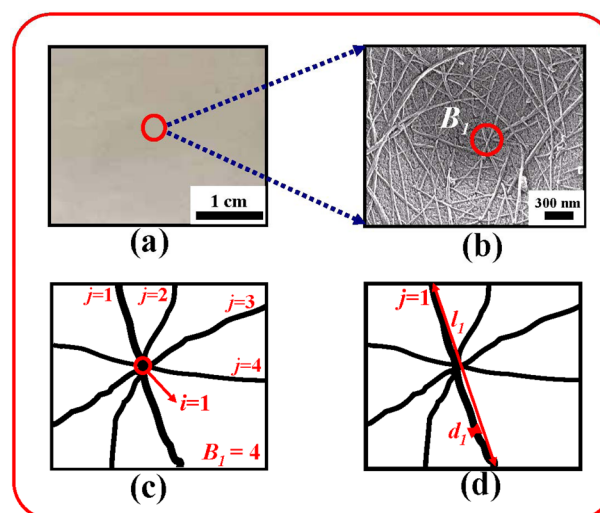 1 cm
(a)
B₁
300 nm
(b)
j=1
j=2
j=3
j=4
i=1
B₁ = 4
(c)
j=1
l₁
d₁
(d)